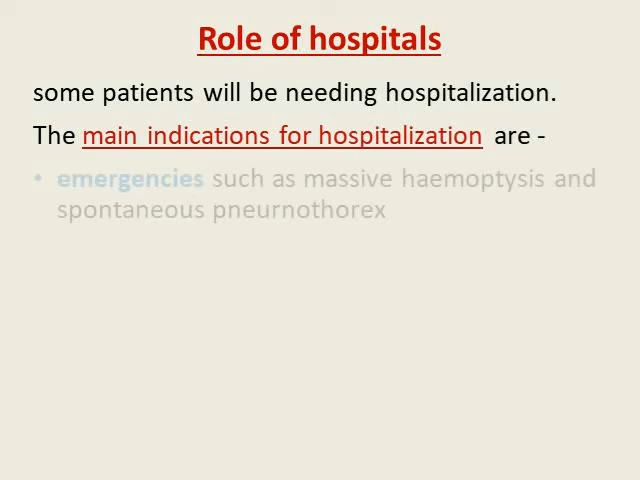 Role of hospitals
some patients will be needing hospitalization.
The main indications for hospitalization are -
• emergencies such as massive haemoptysis and
spontaneous pneurnothorex